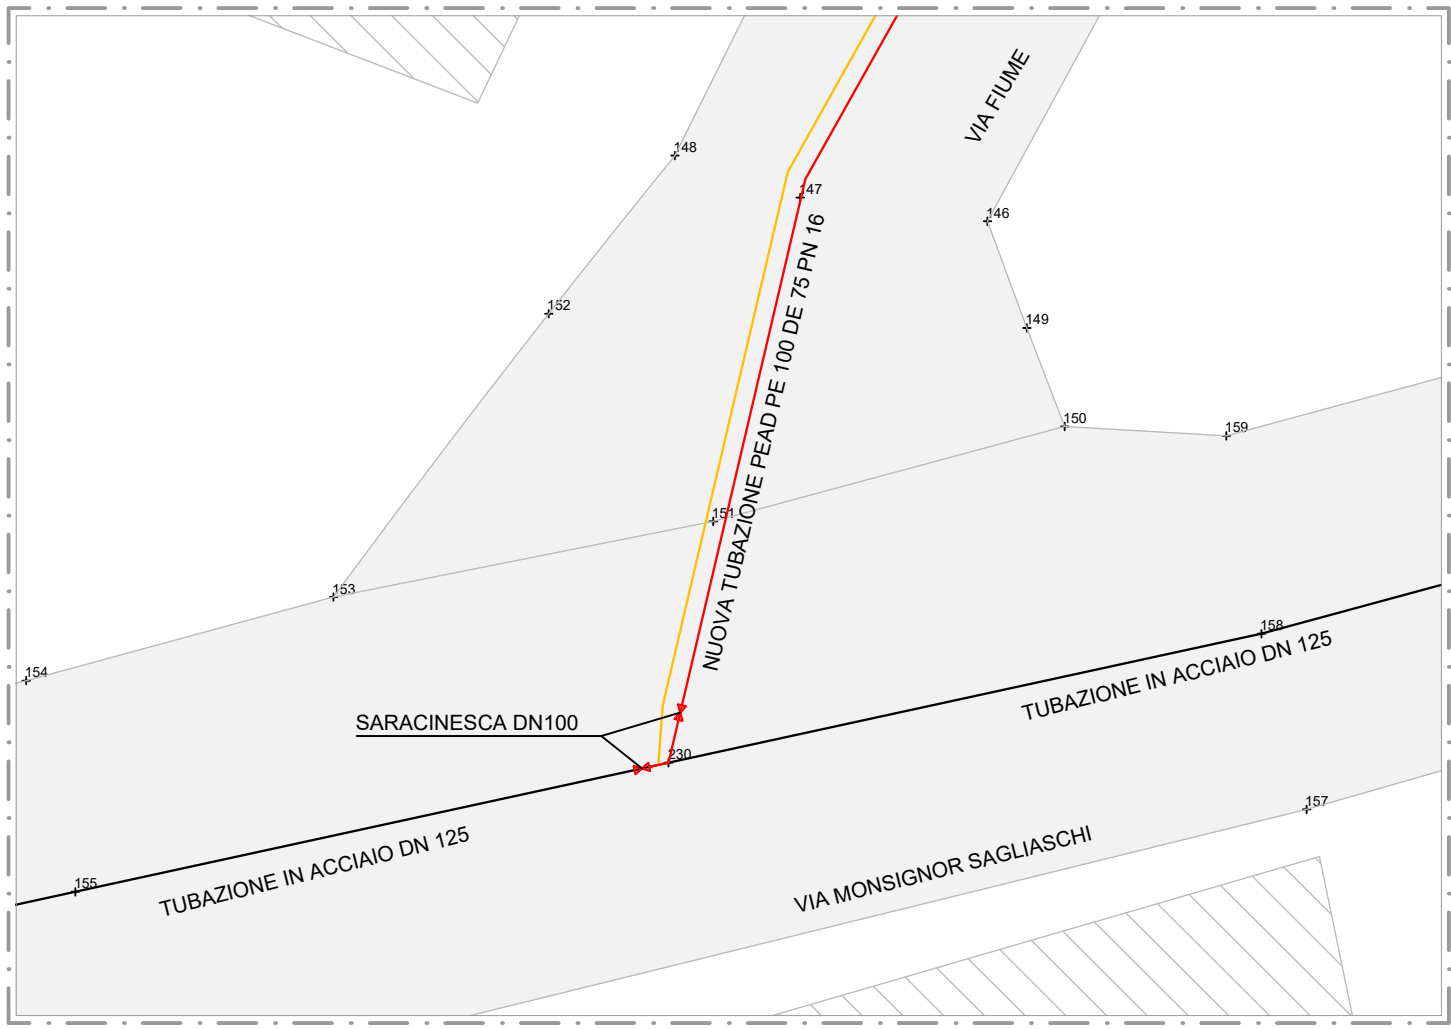 VIA FIUME
148
147
146
152
149
NUOVA TUBAZIONE PEAD PE 100 DE 75 PN 16
150
159
151
153
158
154
TUBAZIONE IN ACCIAIO DN 125
SARACINESCA DN100
230
157
TUBAZIONE IN ACCIAIO DN 125
VIA MONSIGNOR SAGLIASCHI
155